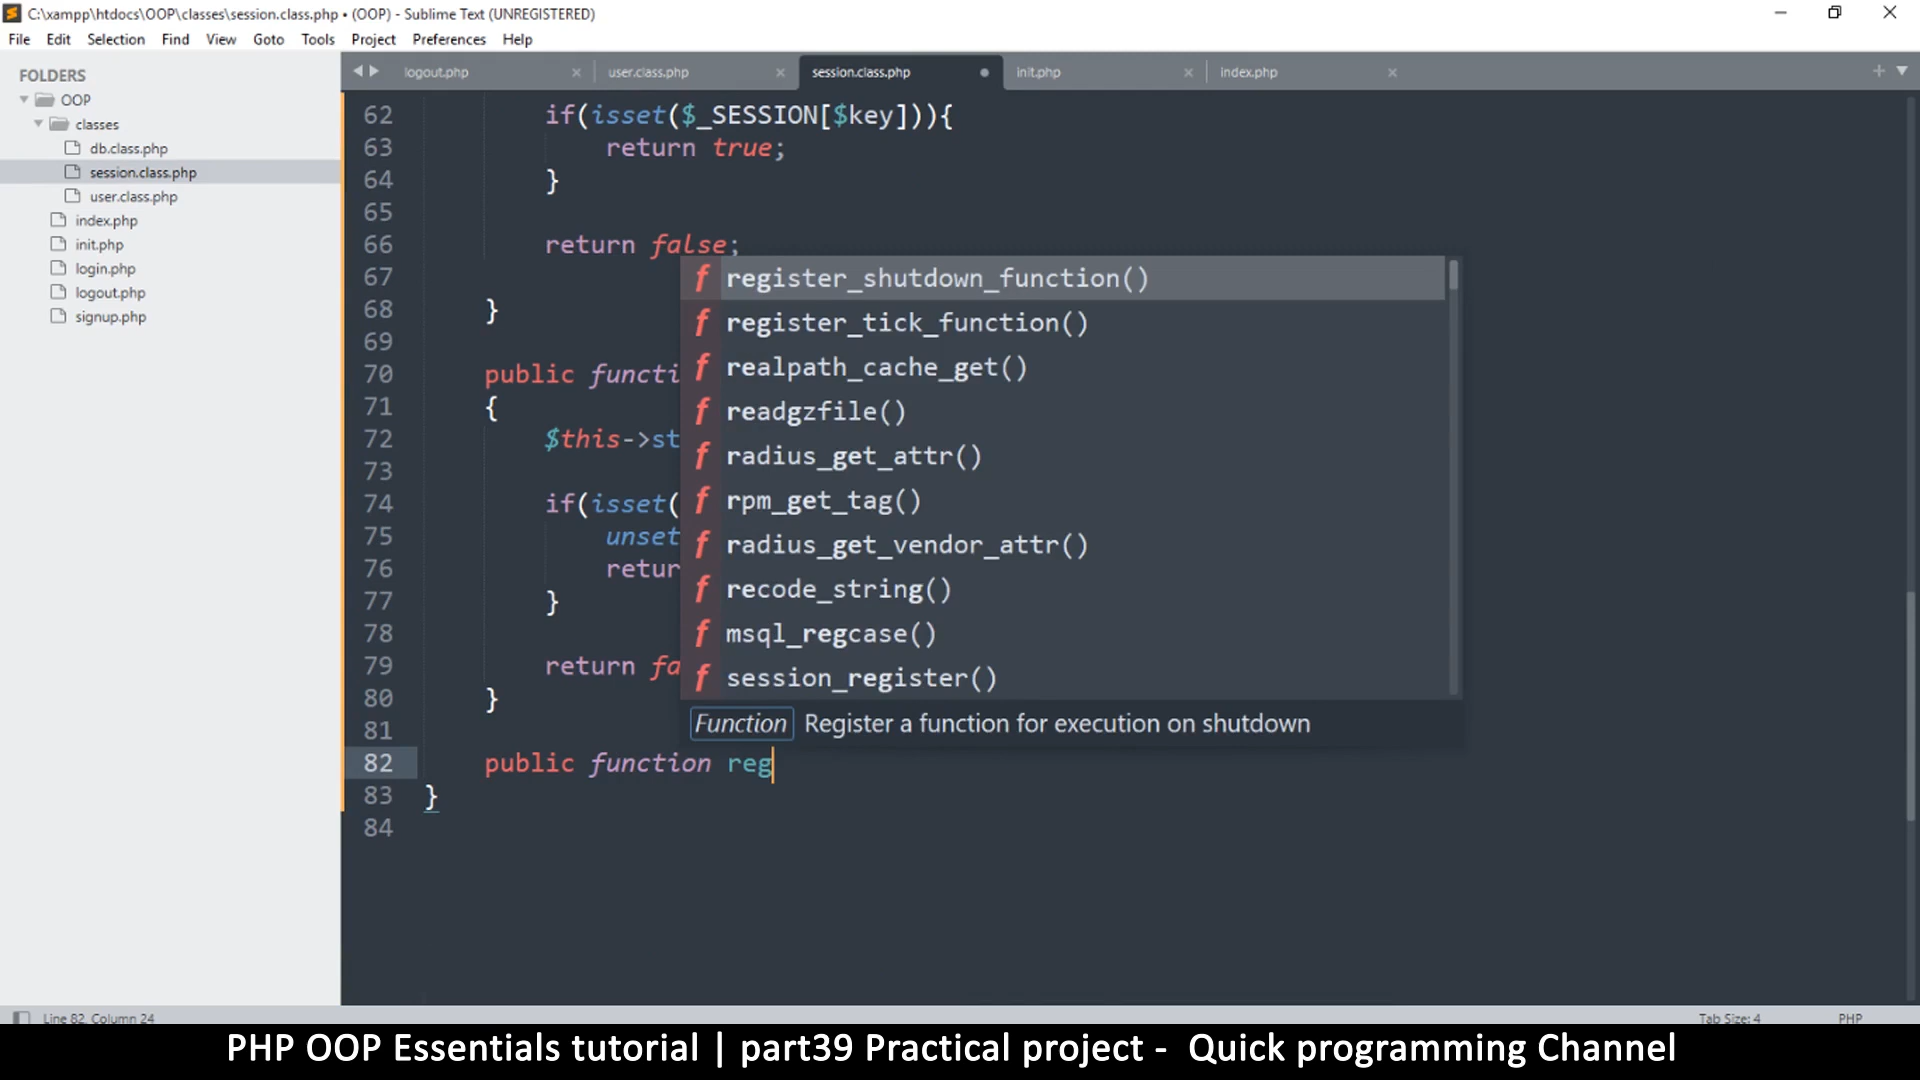 C:\xampp\htdocs\OOP\classes\session.class.php • (OOP) - Sublime Text (UNREGISTERED)
File Edit Selection Find View Goto Tools Project Preferences Help
FOLDERS
OOP
classes
db.class.php
session.class.php
user.class.php
index.php
init.php
login.php
logout.php
signup.php
logout.php user.class.php session.class.php init.php index.php
62 if(isset($_SESSION[$key])){
63 return true;
64 }
65
66 return false;
67
68 }
69
70 public functi
71 {
72 $this->st
73
74 if(isset(
75 unset
76 retur
77 }
78
79 return fa
80 }
81
82 public function reg
83 }
84
f register_shutdown_function()
f register_tick_function()
f realpath_cache_get()
f readgzfile()
f radius_get_attr()
f rpm_get_tag()
f radius_get_vendor_attr()
f recode_string()
f msql_regcase()
f session_register()
Function Register a function for execution on shutdown
Line 82, Column 24 Tab Size: 4 PHP
PHP OOP Essentials tutorial | part39 Practical project - Quick programming Channel